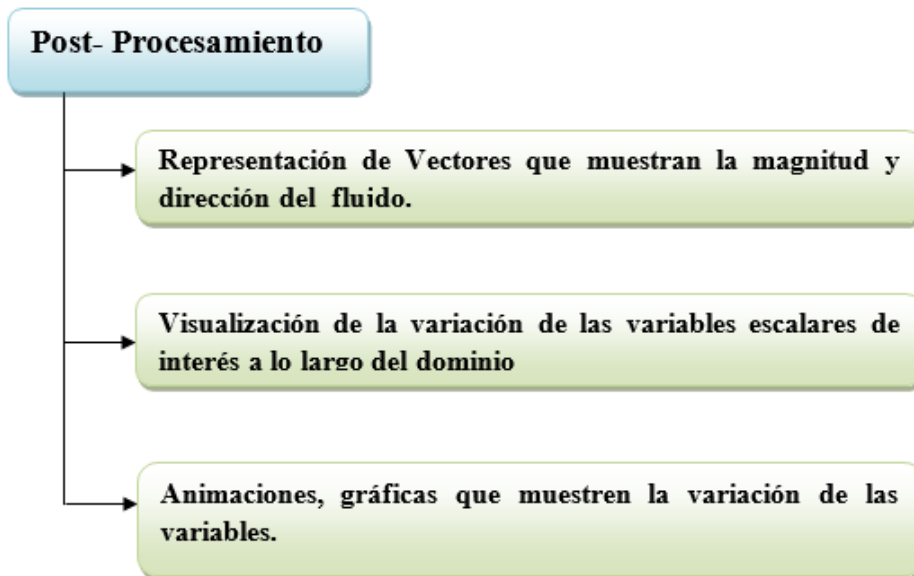 Post- Procesamiento
Representación de Vectores que muestran la magnitud y
dirección del fluido.
Visualización de la variación de las variables escalares de
interés a lo largo del dominio
Animaciones, gráficas que muestren la variación de las
variables.